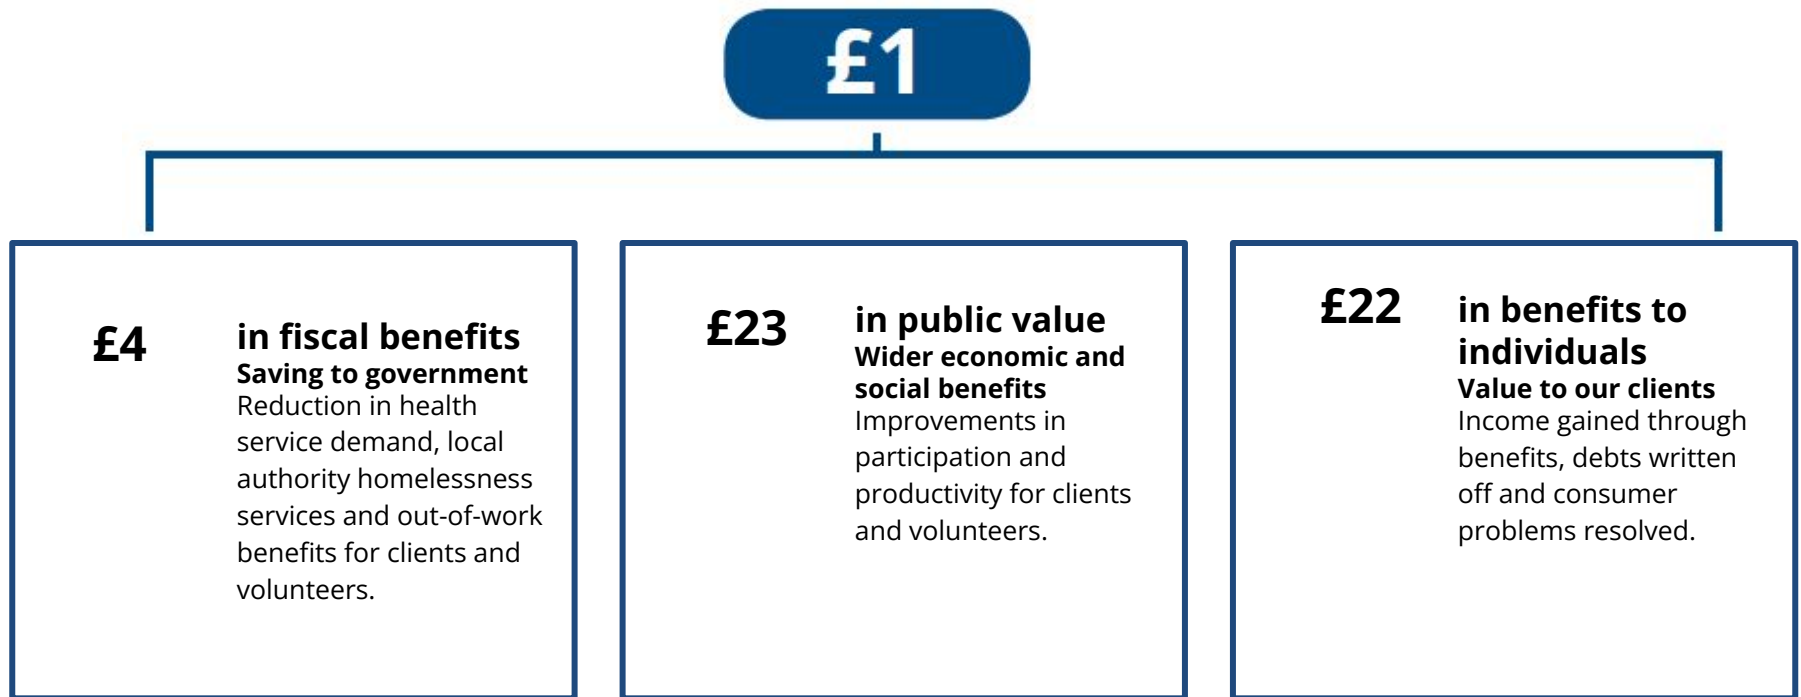 £1
£4
in fiscal benefits
Saving to government
Reduction in health
service demand, local
authority homelessness
services and out-of-work
benefits for clients and
volunteers.
£23
in public value
Wider economic and
social benefits
Improvements in
participation and
productivity for clients
and volunteers.
£22
in benefits to
individuals
Value to our clients
Income gained through
benefits, debts written
off and consumer
problems resolved.